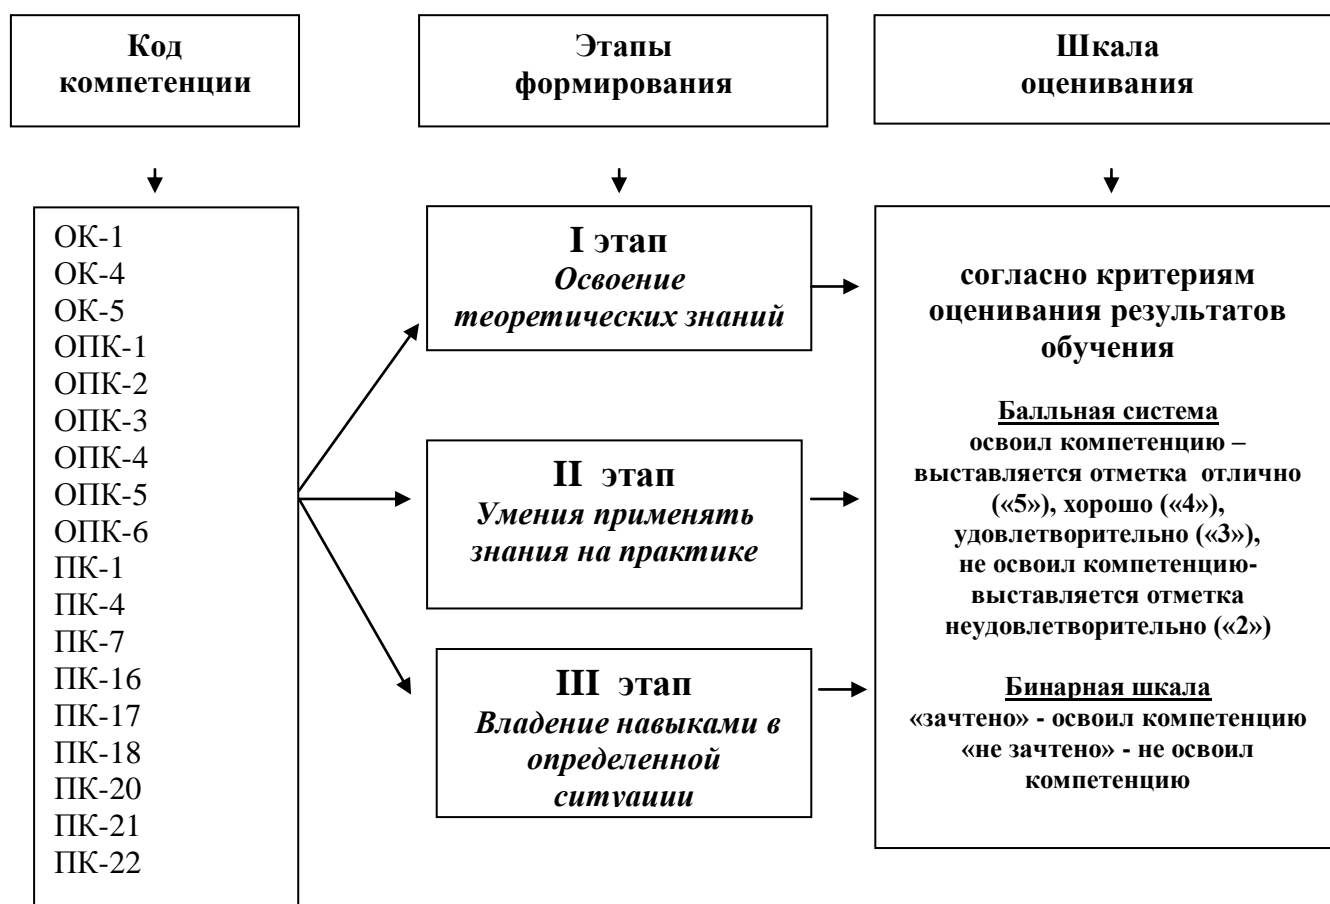 Код
компетенции
Этапы
формирования
Шкала
оценивания
ОК-1
ОК-4
ОК-5
ОПК-1
ОПК-2
ОПК-3
ОПК-4
ОПК-5
ОПК-6
ПК-1
ПК-4
ПК-7
ПК-16
ПК-17
ПК-18
ПК-20
ПК-21
ПК-22
I этап
Освоение
теоретических знаний
II этап
Умения применять
знания на практике
III этап
Владение навыками в
определенной
ситуации
согласно критериям
оценивания результатов
обучения
Балльная система
освоил компетенцию –
выставляется отметка отлично
(«5»), хорошо («4»),
удовлетворительно («3»),
не освоил компетенцию-
выставляется отметка
неудовлетворительно («2»)
Бинарная шкала
«зачтено» - освоил компетенцию
«не зачтено» - не освоил
компетенцию